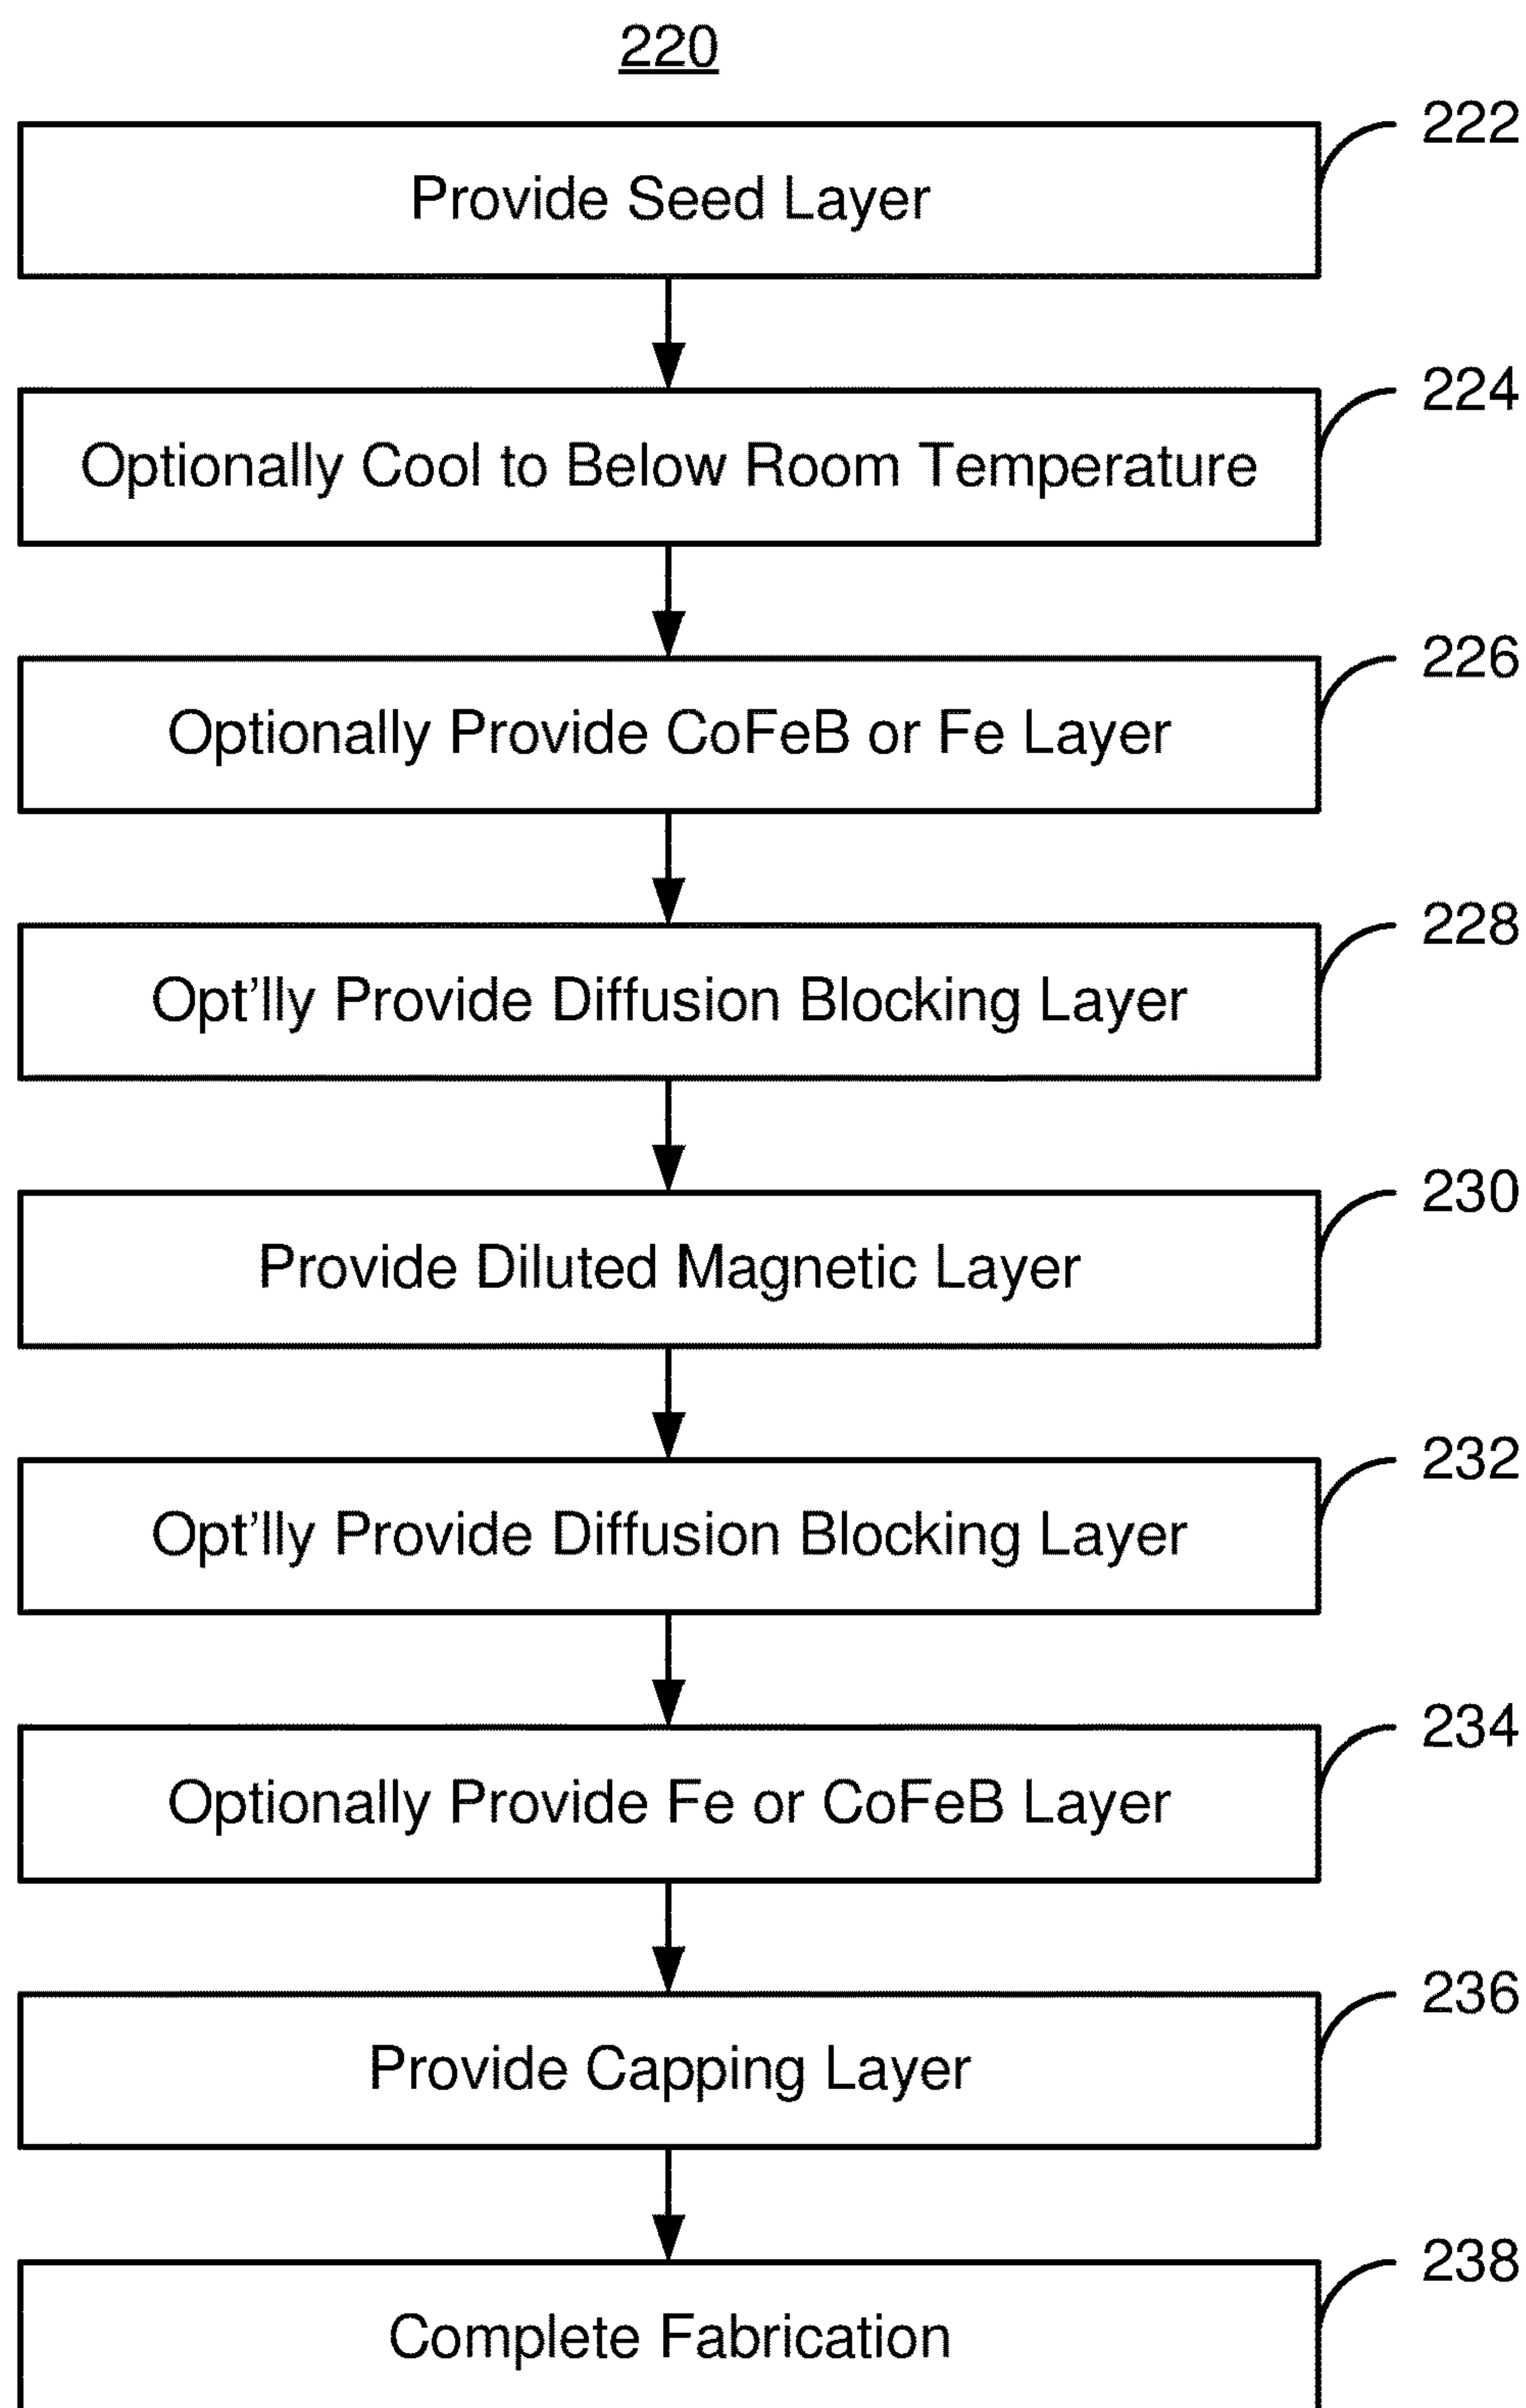 220
222
Provide Seed Layer
224
Optionally Cool to Below Room Temperature
226
Optionally Provide CoFeB or Fe Layer
228
Opt’lly Provide Diffusion Blocking Layer
230
Provide Diluted Magnetic Layer
232
Opt’lly Provide Diffusion Blocking Layer
234
Optionally Provide Fe or CoFeB Layer
236
Provide Capping Layer
238
Complete Fabrication